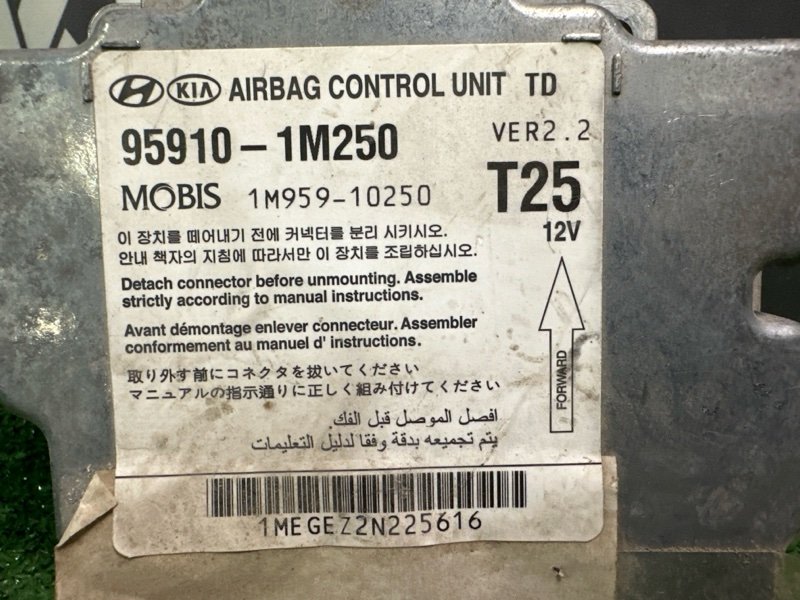 KIA AIRBAG CONTROL UNIT TD
95910-1M250 VER2.2
MOBIS 1M959-10250 T25
12V
이 장치를 떼어내기 전에 커넥터를 분리 시키시오.
안내 책자의 지침에 따라서만 이 장치를 조립하십시오.
Detach connector before unmounting. Assemble
strictly according to manual instructions.
Avant démontage enlever connecteur. Assembler
conformement au manuel d' instructions.
FORWARD
取り外す前にコネクタを抜いてください
マニュアルの指示通りに正しく組み付けてください
افصل الموصل قبل الفك.
يتم تجميعه بدقة وفقا لدليل التعليمات
1MEGEZ2N225616